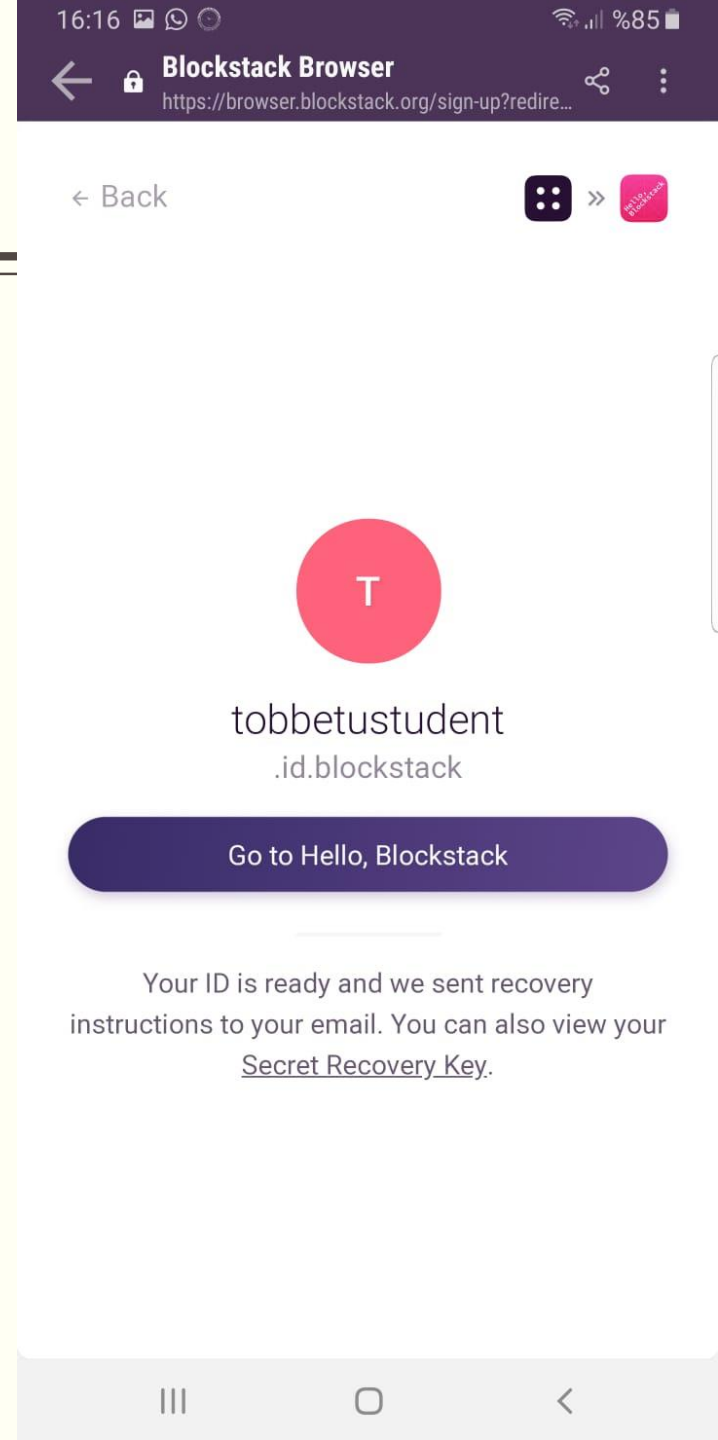 16:16 %85
Blockstack Browser
https://browser.blockstack.org/sign-up?redire...
← Back
»
Hello,
Blockstack
T
tobbetustudent
.id.blockstack
Go to Hello, Blockstack
Your ID is ready and we sent recovery
instructions to your email. You can also view your
Secret Recovery Key.